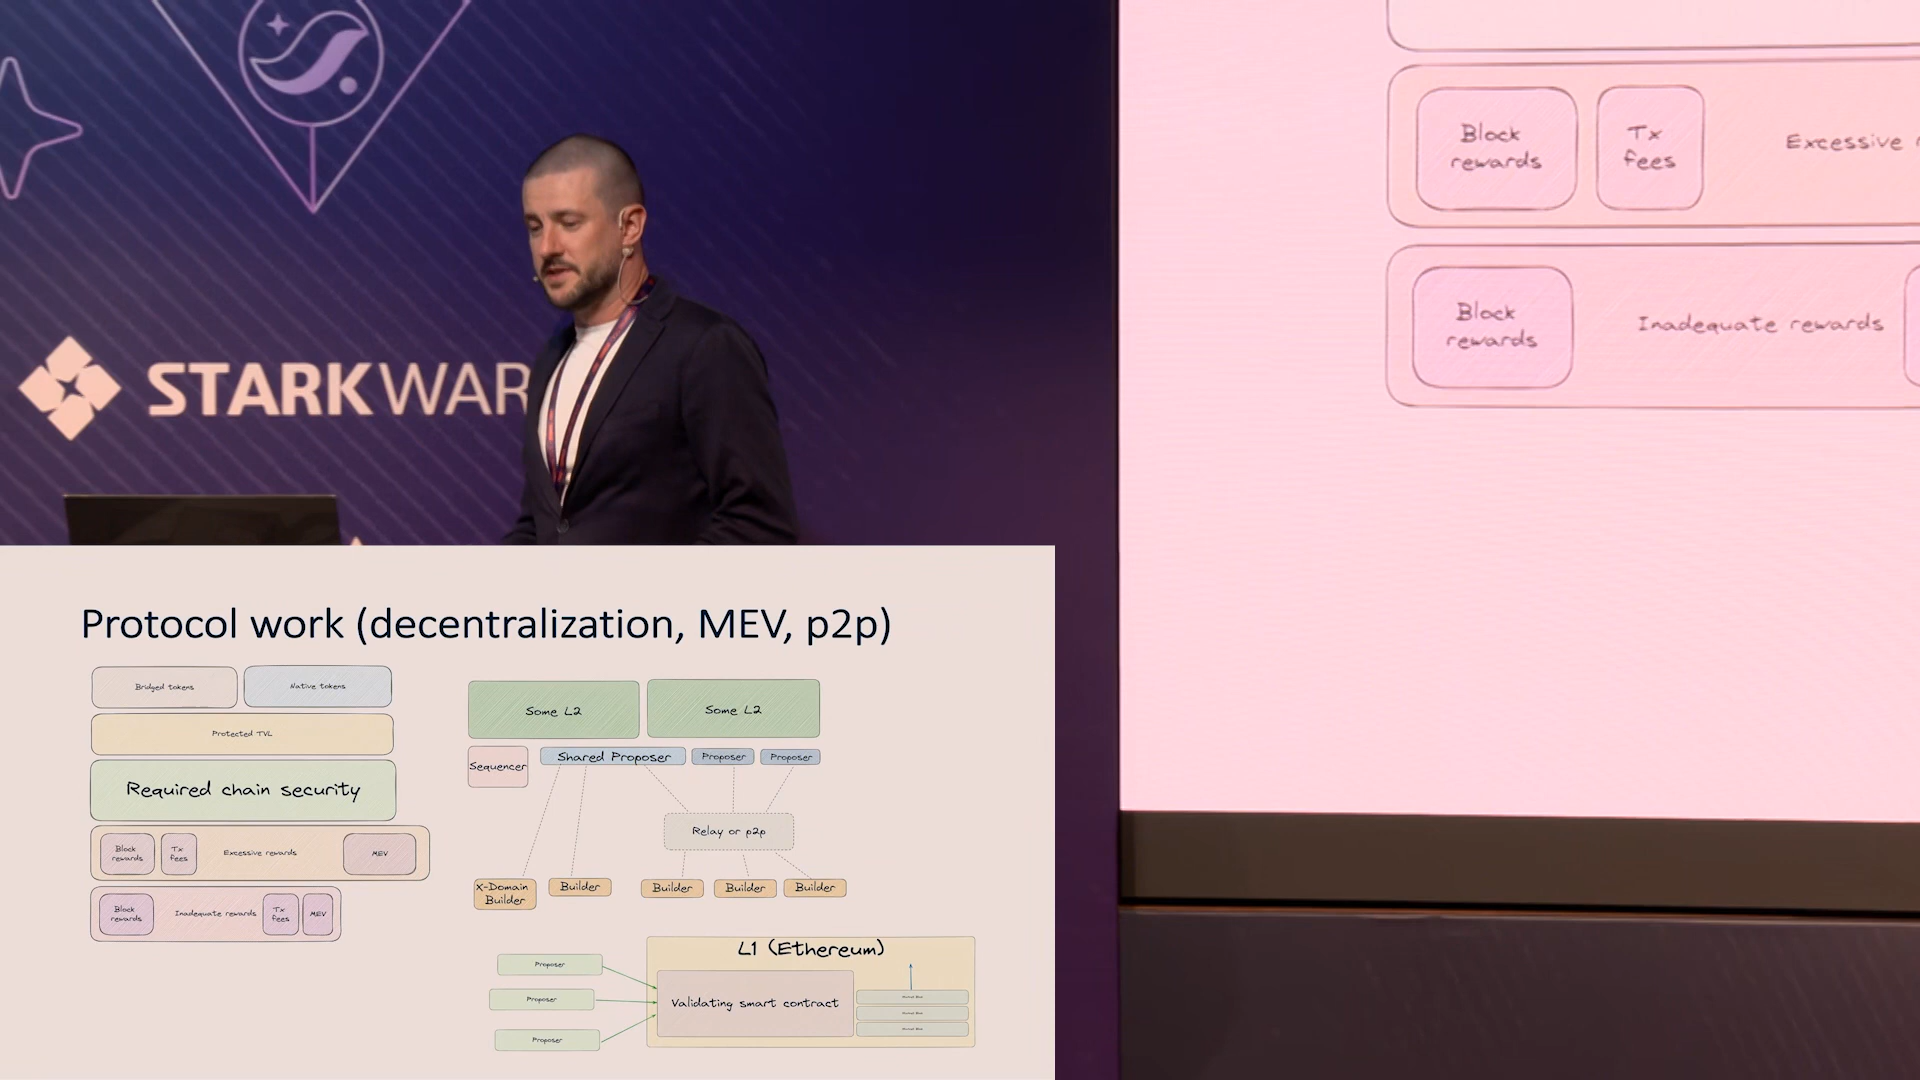 STARKWAR
Block
rewards
Tx
fees
Excessive
Block
rewards
Inadequate rewards
Protocol work (decentralization, MEV, p2p)
Bridged tokens
Native tokens
Protected TVL
Required chain security
Block
rewards
Tx
fees
Excessive rewards
MEV
Block
rewards
Inadequate rewards
Tx
fees
MEV
Some L2
Some L2
Sequencer
Shared Proposer
Proposer
Proposer
Relay or p2p
X-Domain
Builder
Builder
Builder
Builder
Builder
L1 (Ethereum)
Proposer
Proposer
Proposer
Validating smart contract